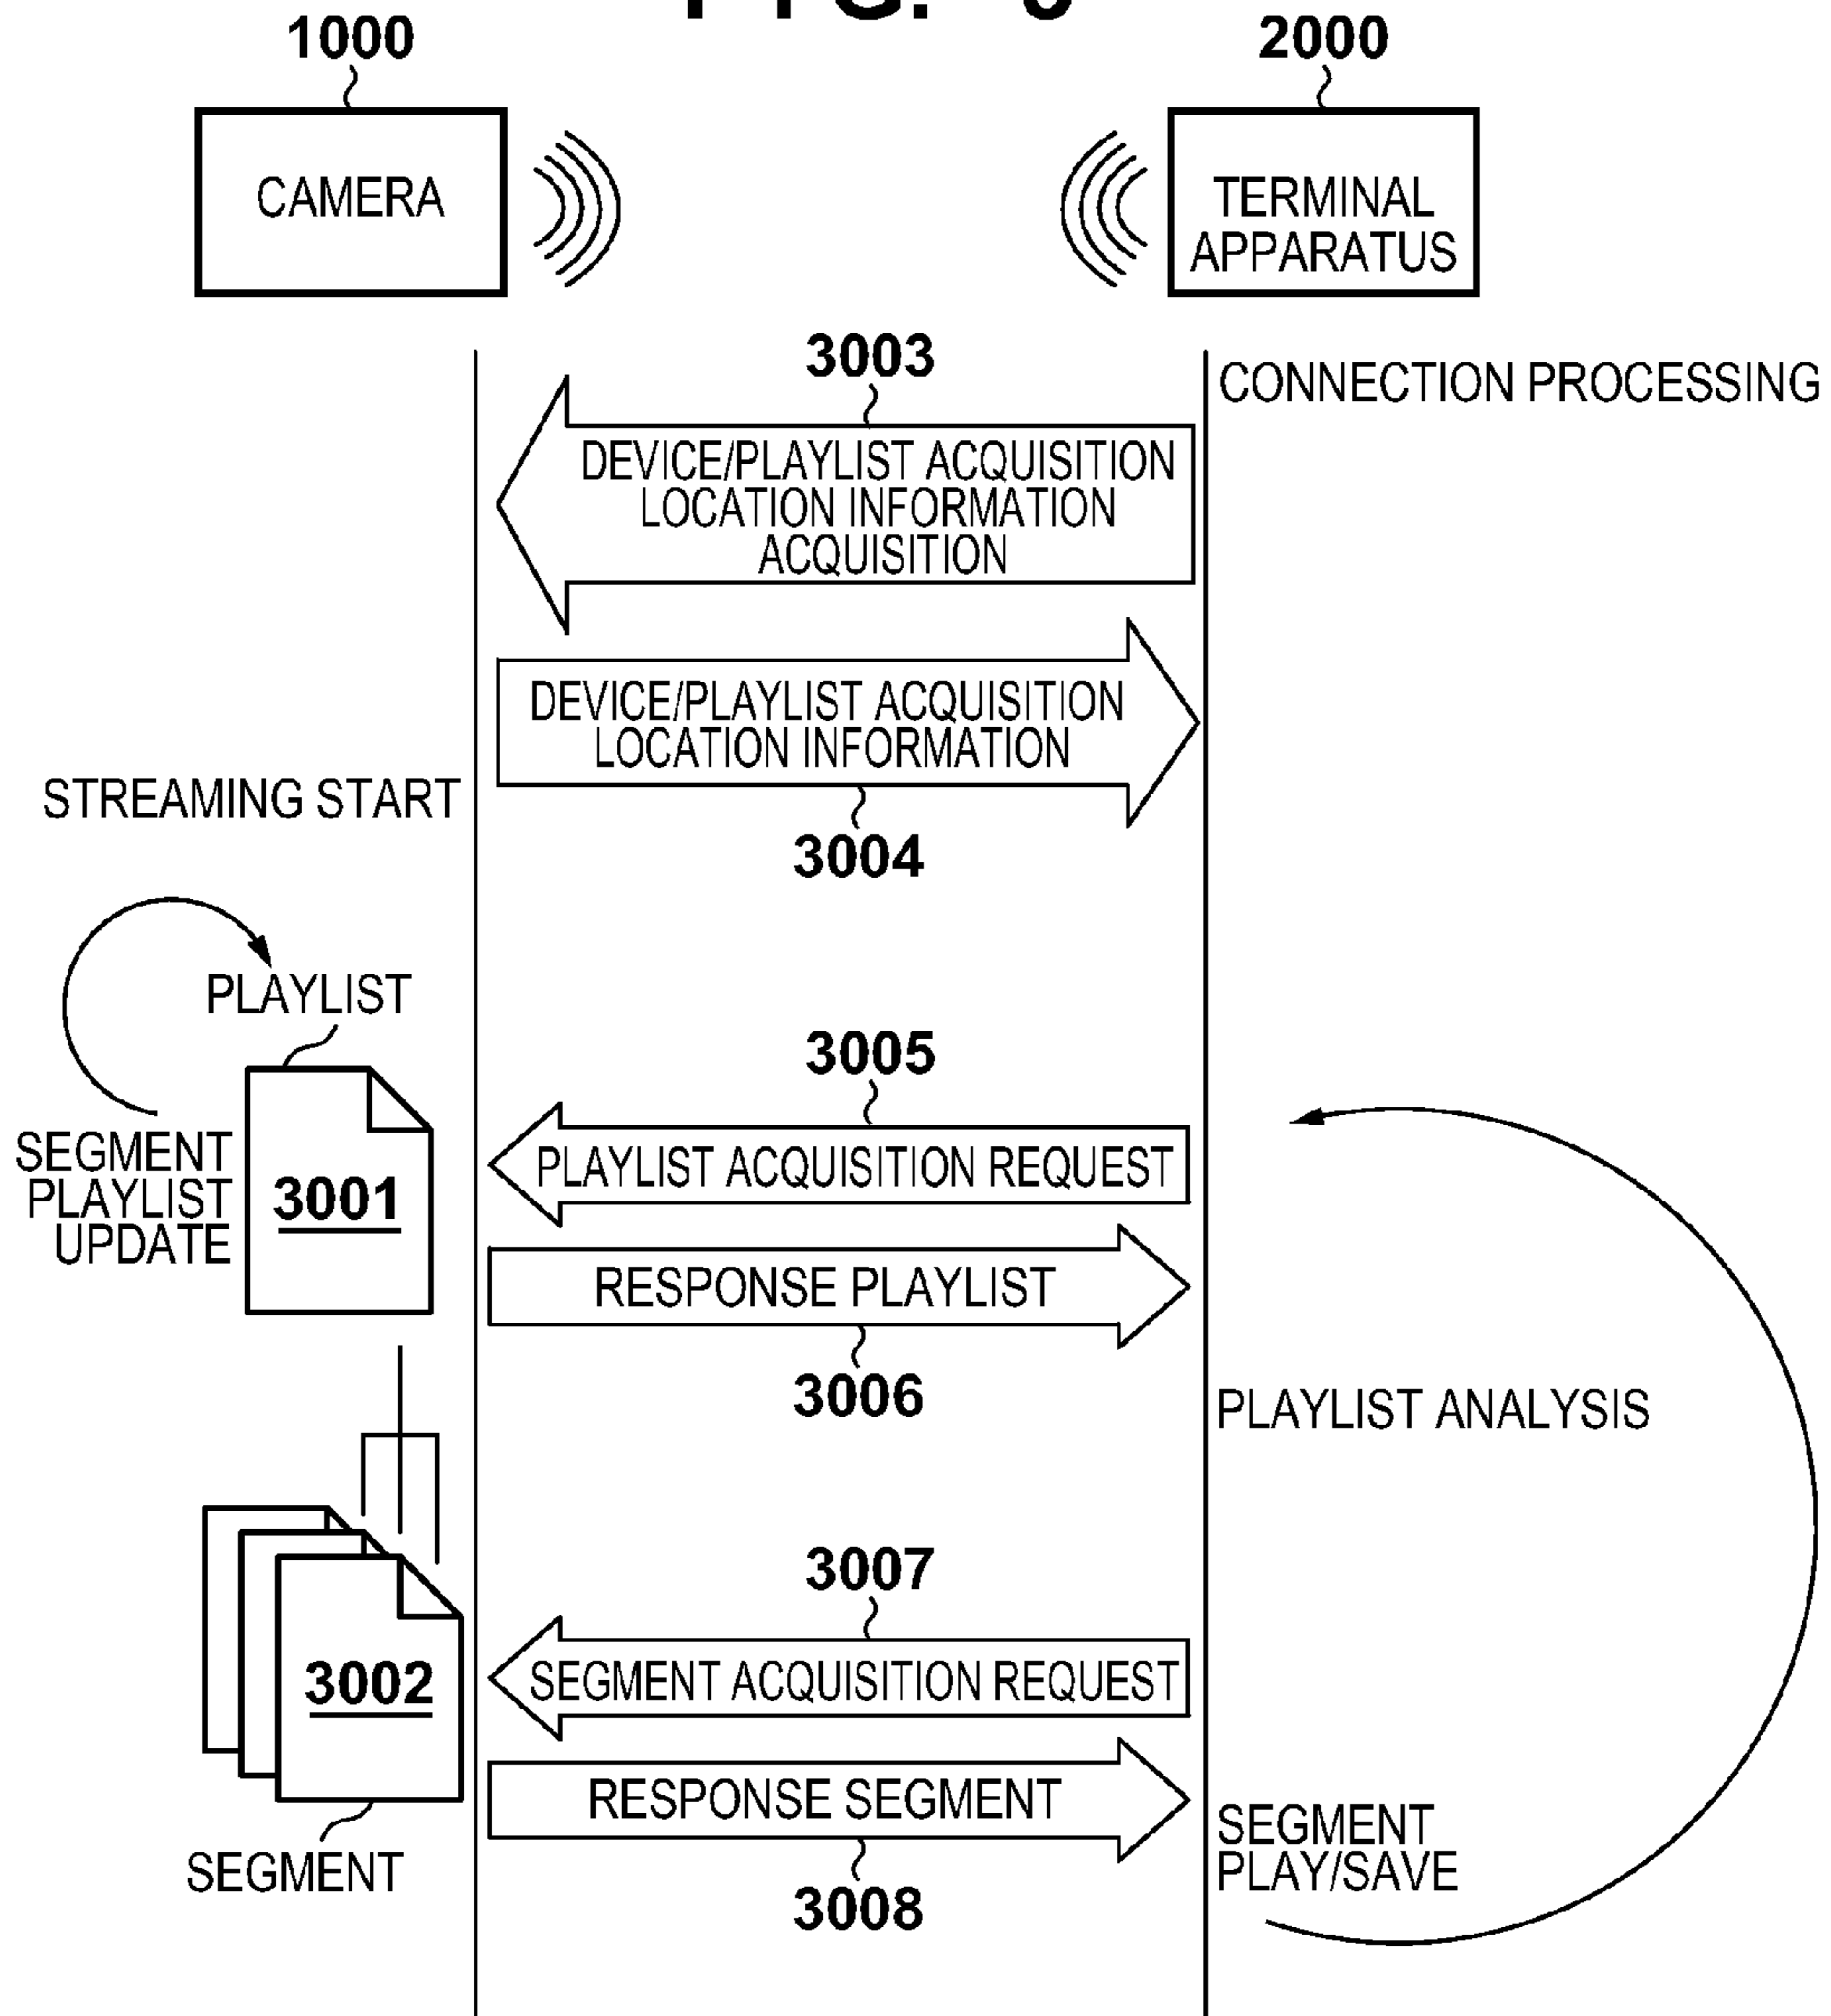 1000
2000
CAMERA
TERMINAL
APPARATUS
3003
CONNECTION PROCESSING
DEVICE/PLAYLIST ACQUISITION
LOCATION INFORMATION
ACQUISITION
DEVICE/PLAYLIST ACQUISITION
LOCATION INFORMATION
STREAMING START
3004
PLAYLIST
3005
SEGMENT
PLAYLIST
UPDATE
3001
PLAYLIST ACQUISITION REQUEST
RESPONSE PLAYLIST
3006
PLAYLIST ANALYSIS
3007
3002
SEGMENT ACQUISITION REQUEST
RESPONSE SEGMENT
SEGMENT
PLAY/SAVE
SEGMENT
3008